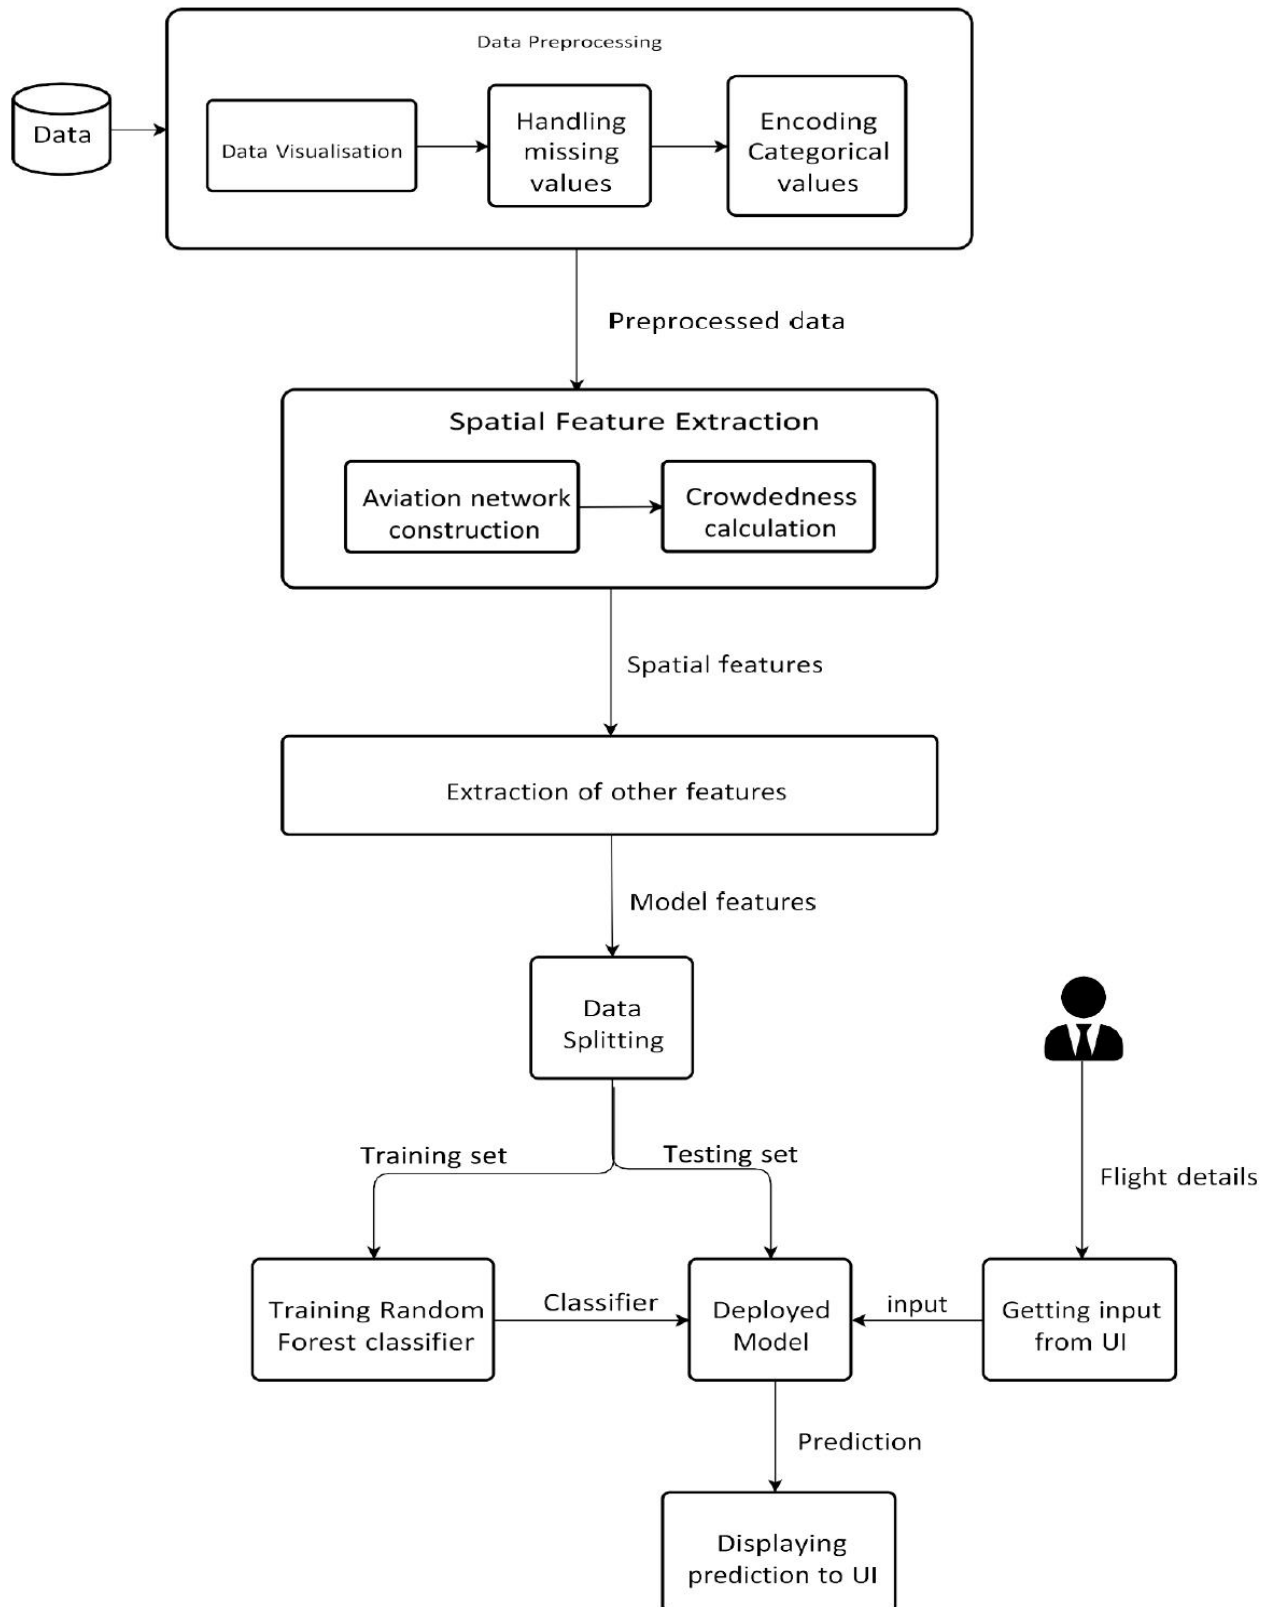 Data Preprocessing
Data
Data Visualisation
Handling
missing
values
Encoding
Categorical
values
Preprocessed data
Spatial Feature Extraction
Aviation network
construction
Crowdedness
calculation
Spatial features
Extraction of other features
Model features
Data
Splitting
Training set
Testing set
Flight details
Training Random
Forest classifier
Classifier
Deployed
Model
input
Getting input
from UI
Prediction
Displaying
prediction to UI